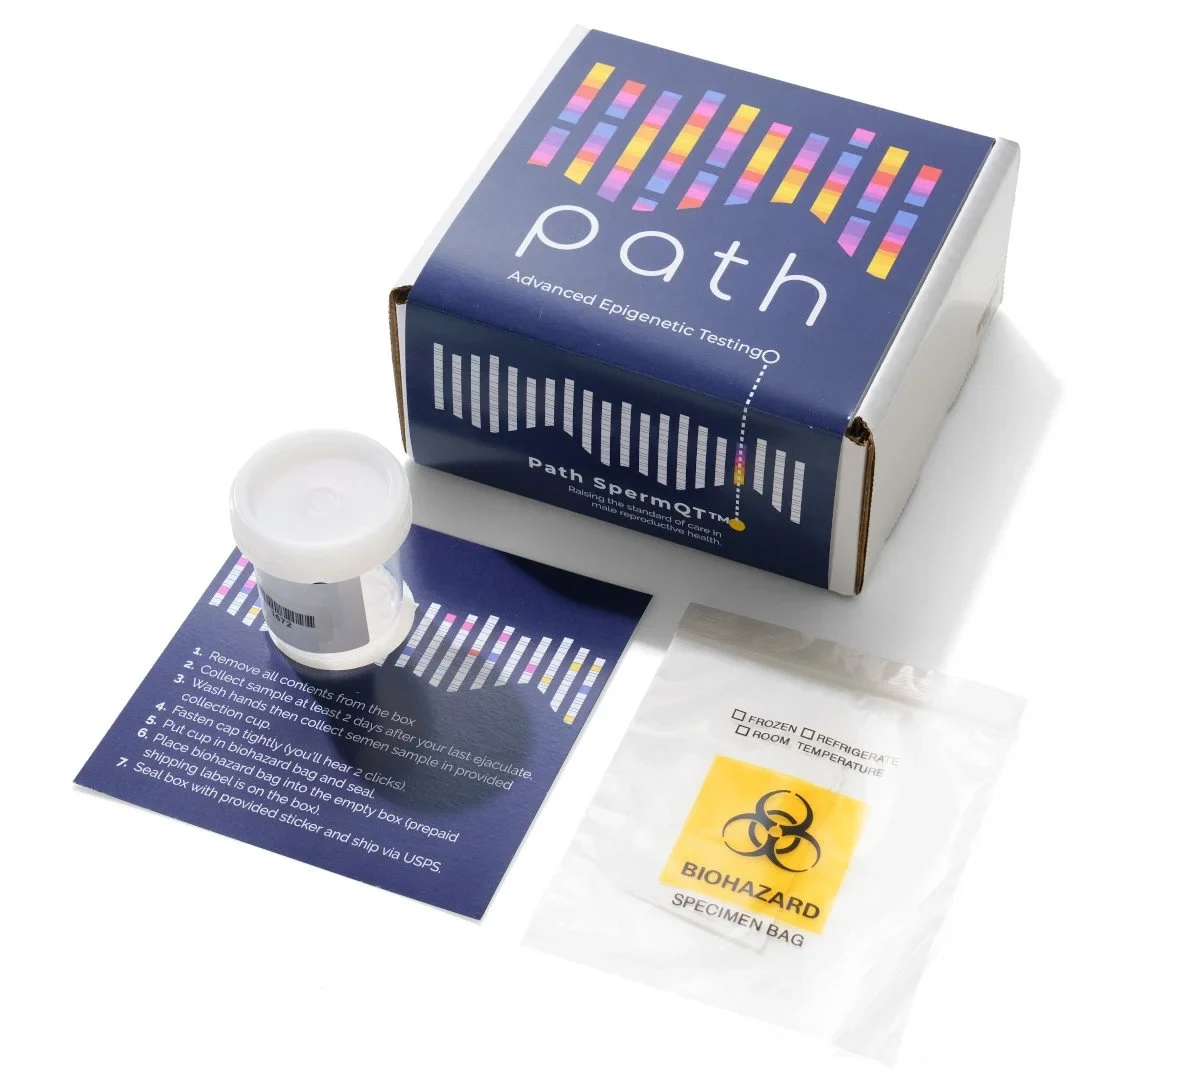 path
Advanced Epigenetic Testing
Path SpermQT™
Raising the standard of care in
male reproductive health.
1. Remove all contents from the box
2. Collect sample at least 2 days after your last ejaculate.
3. Wash hands then collect semen sample in provided
collection cup.
4. Fasten cap tightly (you'll hear 2 clicks).
5. Put cup in biohazard bag and seal.
6. Place biohazard bag into the empty box (prepaid
shipping label is on the box).
7. Seal box with provided sticker and ship via USPS.
FROZEN REFRIGERATE
ROOM TEMPERATURE
BIOHAZARD
SPECIMEN BAG